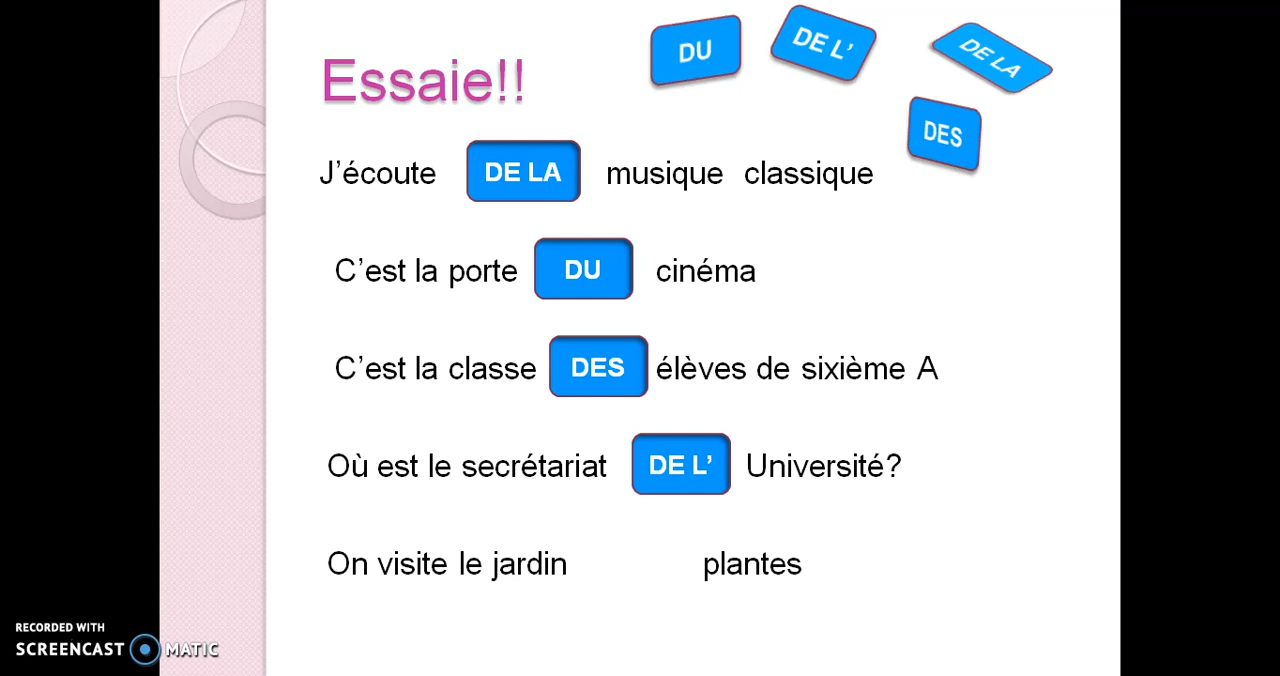 DU
DE L’
DE LA
DES
Essaie!!
J’écoute DE LA musique classique
C’est la porte DU cinéma
C’est la classe DES élèves de sixième A
Où est le secrétariat DE L’ Université?
On visite le jardin plantes
RECORDED WITH
SCREENCAST MATIC